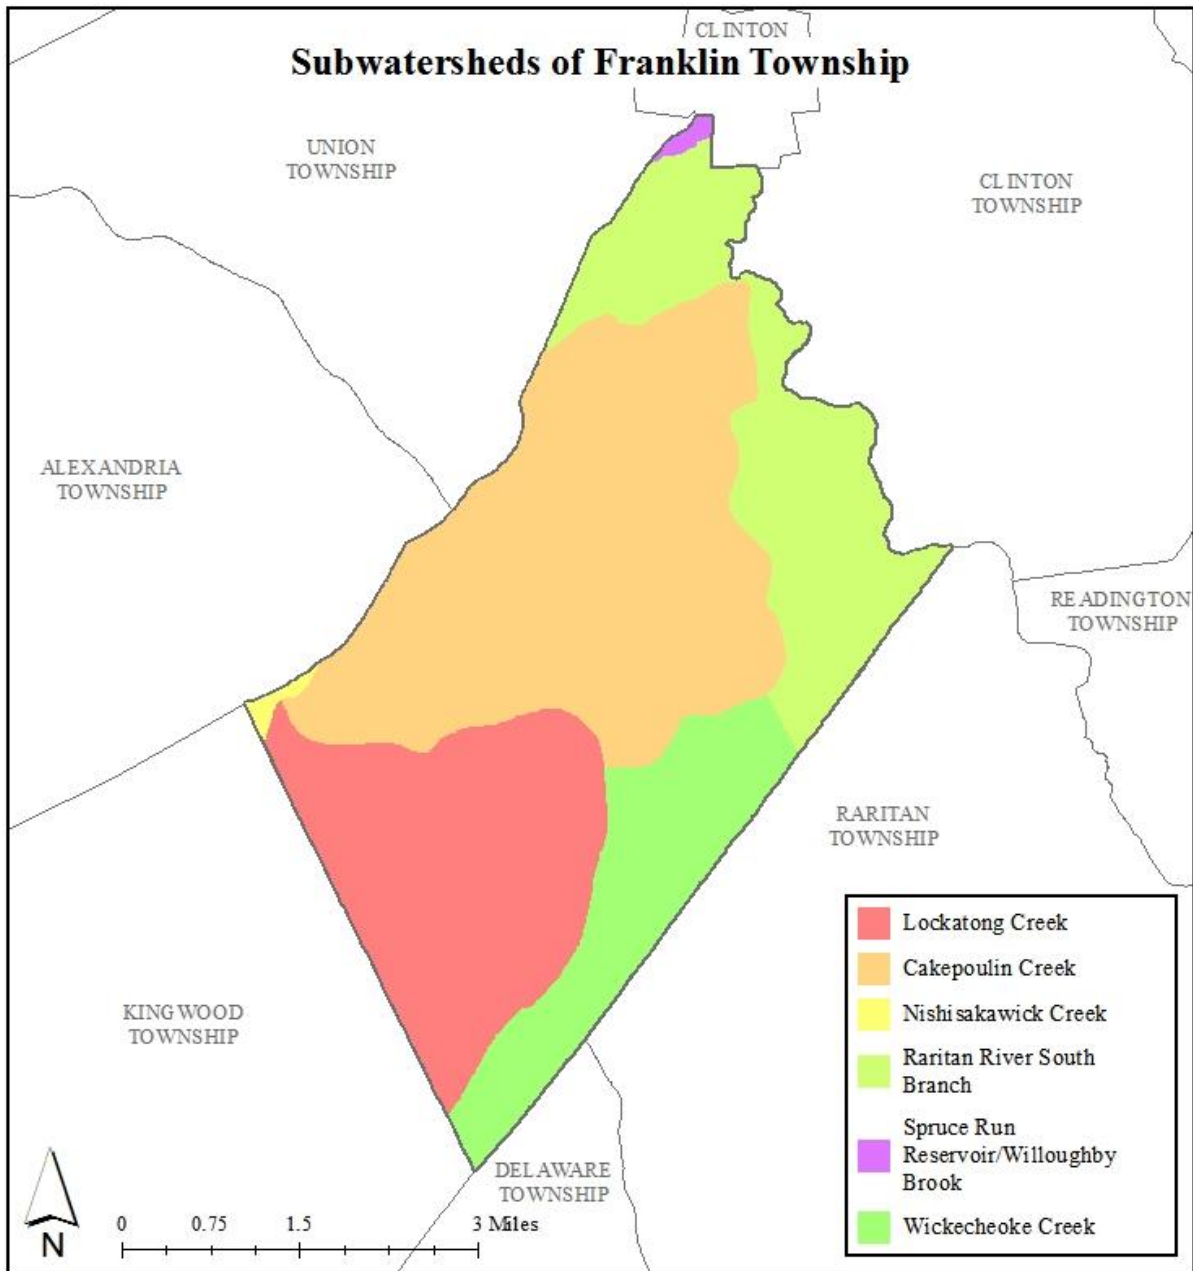 CLINTON
Subwatersheds of Franklin Township
UNION
TOWNSHIP
CLINTON
TOWNSHIP
ALEXANDRIA
TOWNSHIP
READINGTON
TOWNSHIP
RARITAN
TOWNSHIP
KINGWOOD
TOWNSHIP
DELAWARE
TOWNSHIP
Lockatong Creek
Cakepoulin Creek
Nishisakawick Creek
Raritan River South
Branch
Spruce Run
Reservoir/Willoughby
Brook
Wickecheoke Creek
N
0 0.75 1.5 3 Miles